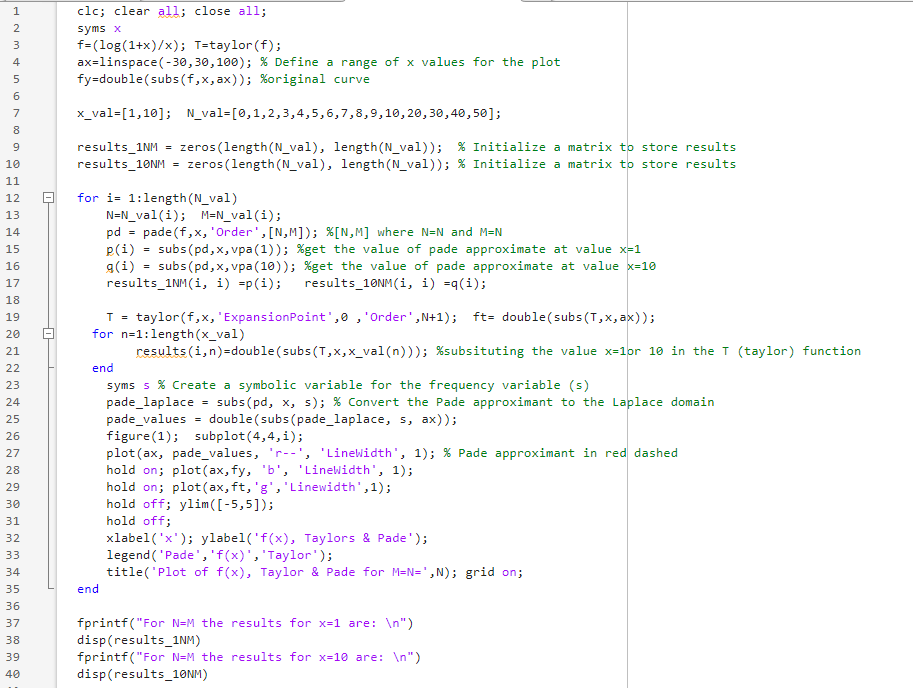 1 clc; clear all; close all;
2 syms x
3 f=(log(1+x)/x); T=taylor(f);
4 ax=linspace(-30,30,100); % Define a range of x values for the plot
5 fy=double(subs(f,x,ax)); %original curve
6
7 x_val=[1,10];  N_val=[0,1,2,3,4,5,6,7,8,9,10,20,30,40,50];
8
9 results_1NM = zeros(length(N_val), length(N_val));  % Initialize a matrix to store results
10 results_10NM = zeros(length(N_val), length(N_val)); % Initialize a matrix to store results
11
12 for i= 1:length(N_val)
13 N=N_val(i);  M=N_val(i);
14 pd = pade(f,x,'Order',[N,M]); %[N,M] where N=N and M=N
15 p(i) = subs(pd,x,vpa(1)); %get the value of pade approximate at value x=1
16 q(i) = subs(pd,x,vpa(10)); %get the value of pade approximate at value x=10
17 results_1NM(i, i) =p(i);   results_10NM(i, i) =q(i);
18
19 T = taylor(f,x,'ExpansionPoint',0 ,'Order',N+1);  ft= double(subs(T,x,ax));
20 for n=1:length(x_val)
21 results(i,n)=double(subs(T,x,x_val(n))); %subsituting the value x=1or 10 in the T (taylor) function
22 end
23 syms s % Create a symbolic variable for the frequency variable (s)
24 pade_laplace = subs(pd, x, s); % Convert the Pade approximant to the Laplace domain
25 pade_values = double(subs(pade_laplace, s, ax));
26 figure(1);  subplot(4,4,i);
27 plot(ax, pade_values, 'r--', 'LineWidth', 1); % Pade approximant in red dashed
28 hold on; plot(ax,fy, 'b', 'LineWidth', 1);
29 hold on; plot(ax,ft,'g','Linewidth',1);
30 hold off; ylim([-5,5]);
31 hold off;
32 xlabel('x'); ylabel('f(x), Taylors & Pade');
33 legend('Pade','f(x)','Taylor');
34 title('Plot of f(x), Taylor & Pade for M=N=',N); grid on;
35 end
36
37 fprintf("For N=M the results for x=1 are: \n")
38 disp(results_1NM)
39 fprintf("For N=M the results for x=10 are: \n")
40 disp(results_10NM)